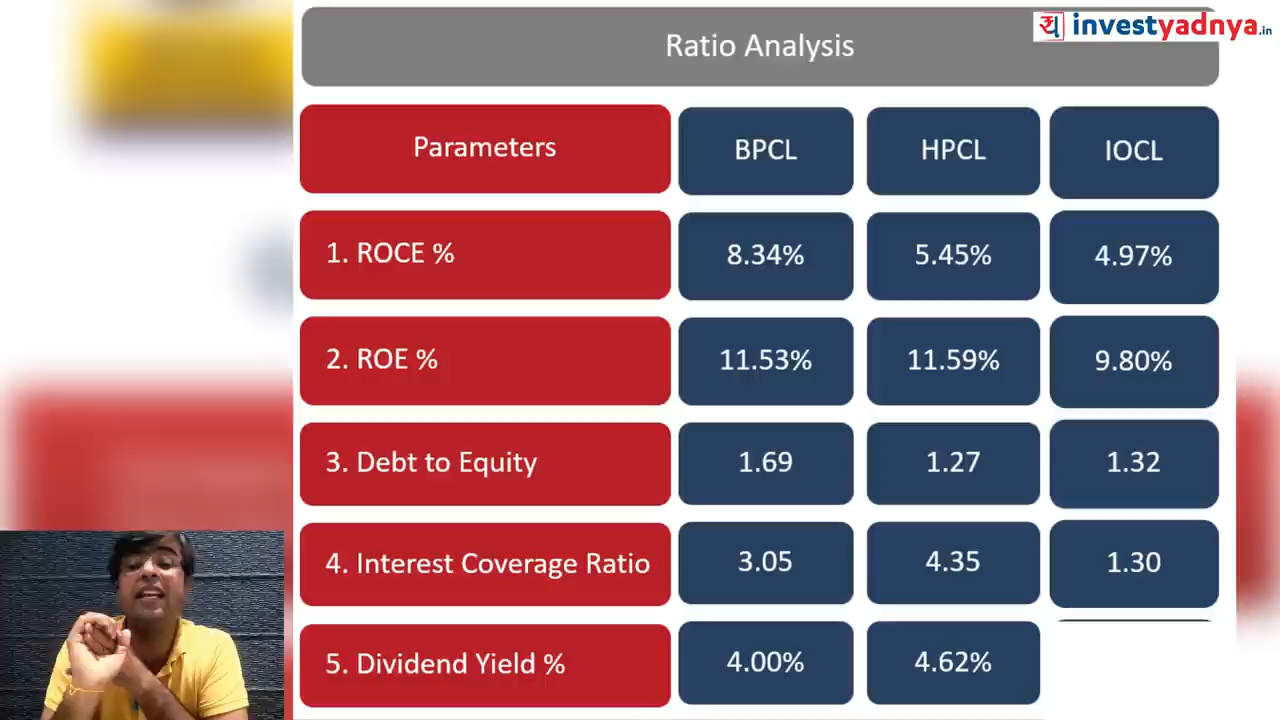 Ratio Analysis
यु investyadnya.in
Parameters BPCL HPCL IOCL
1. ROCE % 8.34% 5.45% 4.97%
2. ROE % 11.53% 11.59% 9.80%
3. Debt to Equity 1.69 1.27 1.32
4. Interest Coverage Ratio 3.05 4.35 1.30
5. Dividend Yield % 4.00% 4.62%